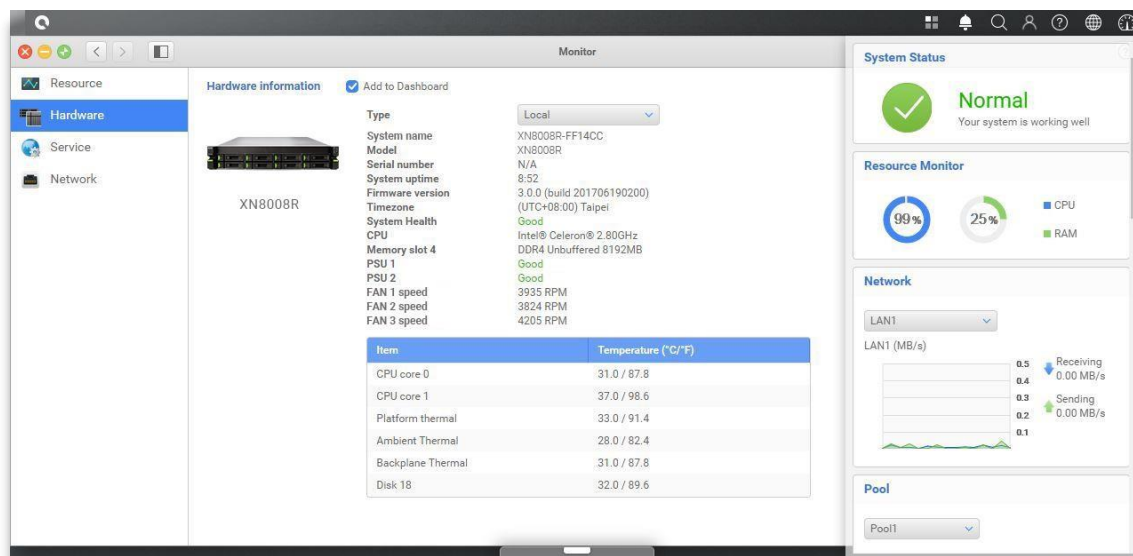 Monitor
Resource
Hardware
Service
Network
Hardware information
Add to Dashboard
XN8008R
Type Local
System name XN8008R-FF14CC
Model XN8008R
Serial number N/A
System uptime 8:52
Firmware version 3.0.0 (build 201706190200)
Timezone (UTC+08:00) Taipei
System Health Good
CPU Intel® Celeron® 2.80GHz
Memory slot 4 DDR4 Unbuffered 8192MB
PSU 1 Good
PSU 2 Good
FAN 1 speed 3935 RPM
FAN 2 speed 3824 RPM
FAN 3 speed 4205 RPM
Item Temperature (°C/°F)
CPU core 0 31.0 / 87.8
CPU core 1 37.0 / 98.6
Platform thermal 33.0 / 91.4
Ambient Thermal 28.0 / 82.4
Backplane Thermal 31.0 / 87.8
Disk 18 32.0 / 89.6
System Status
Normal
Your system is working well
Resource Monitor
99% 25%
CPU
RAM
Network
LAN1
LAN1 (MB/s)
0.5
0.4
0.3
0.2
0.1
Receiving
0.00 MB/s
Sending
0.00 MB/s
Pool
Pool1